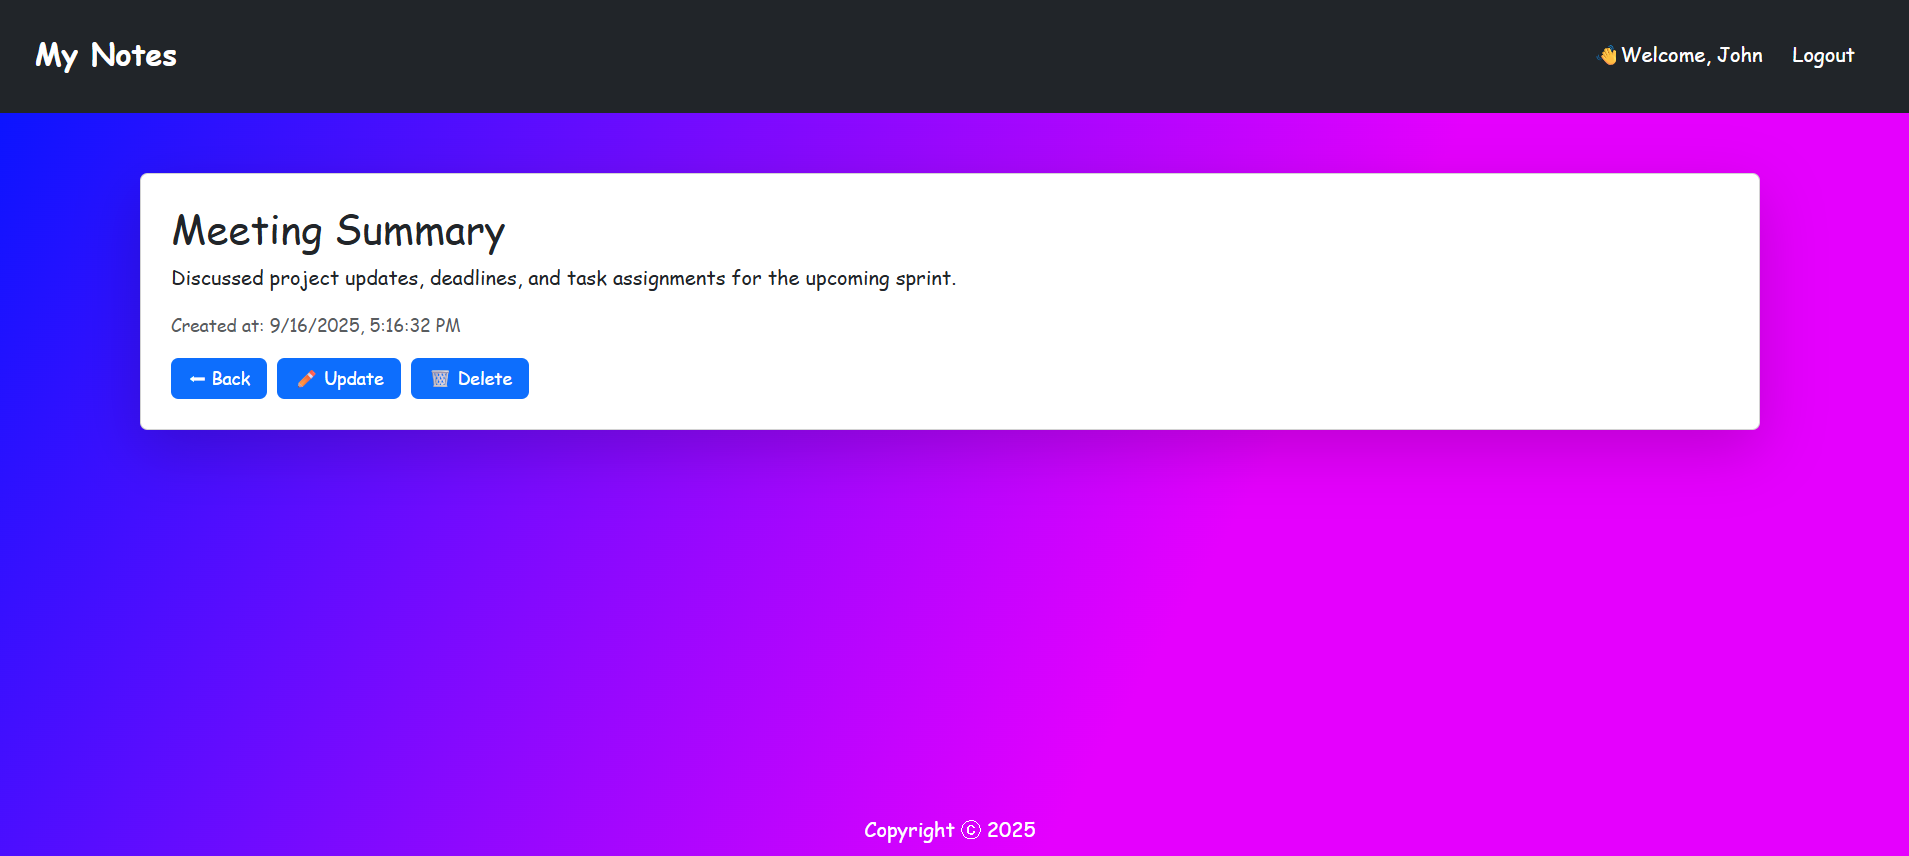 My Notes
👋Welcome, John
Logout
Meeting Summary
Discussed project updates, deadlines, and task assignments for the upcoming sprint.
Created at: 9/16/2025, 5:16:32 PM
⬅ Back
✏️ Update
🗑️ Delete
Copyright © 2025